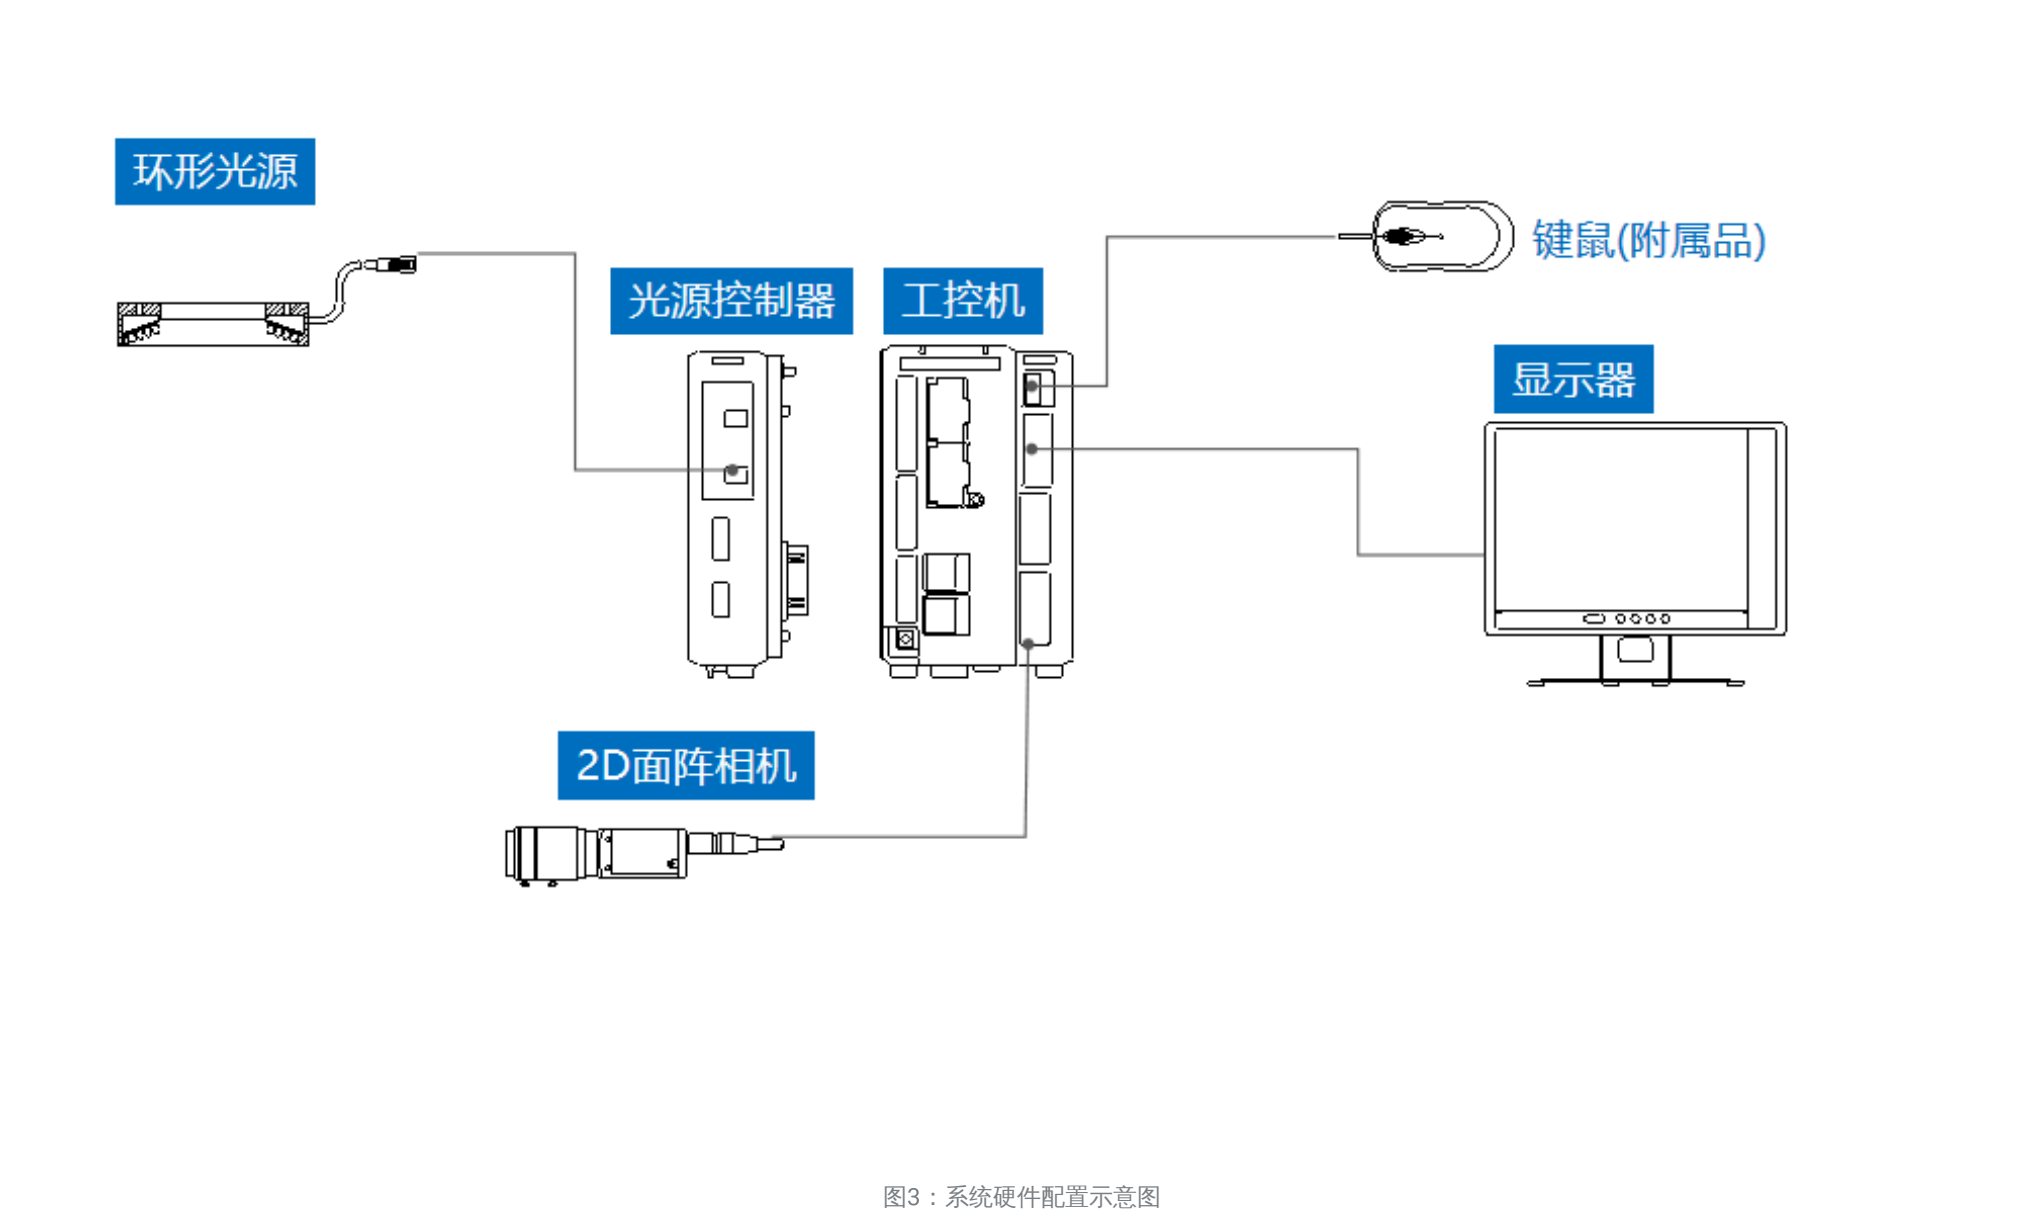 环形光源
键鼠(附属品)
光源控制器
工控机
显示器
2D面阵相机
图3：系统硬件配置示意图